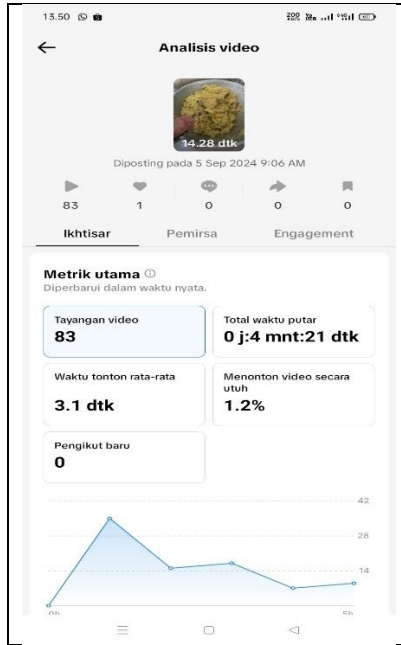 13.50
Analisis video
14.28 dtk
Diposting pada 5 Sep 2024 9:06 AM
83 1 0 0 0
Ikhtisar Pemirsa Engagement
Metrik utama
Diperbarui dalam waktu nyata.
Tayangan video
83
Total waktu putar
0 j:4 mnt:21 dtk
Waktu tonton rata-rata
3.1 dtk
Menonton video secara utuh
1.2%
Pengikut baru
0
42
28
14
0h 5h